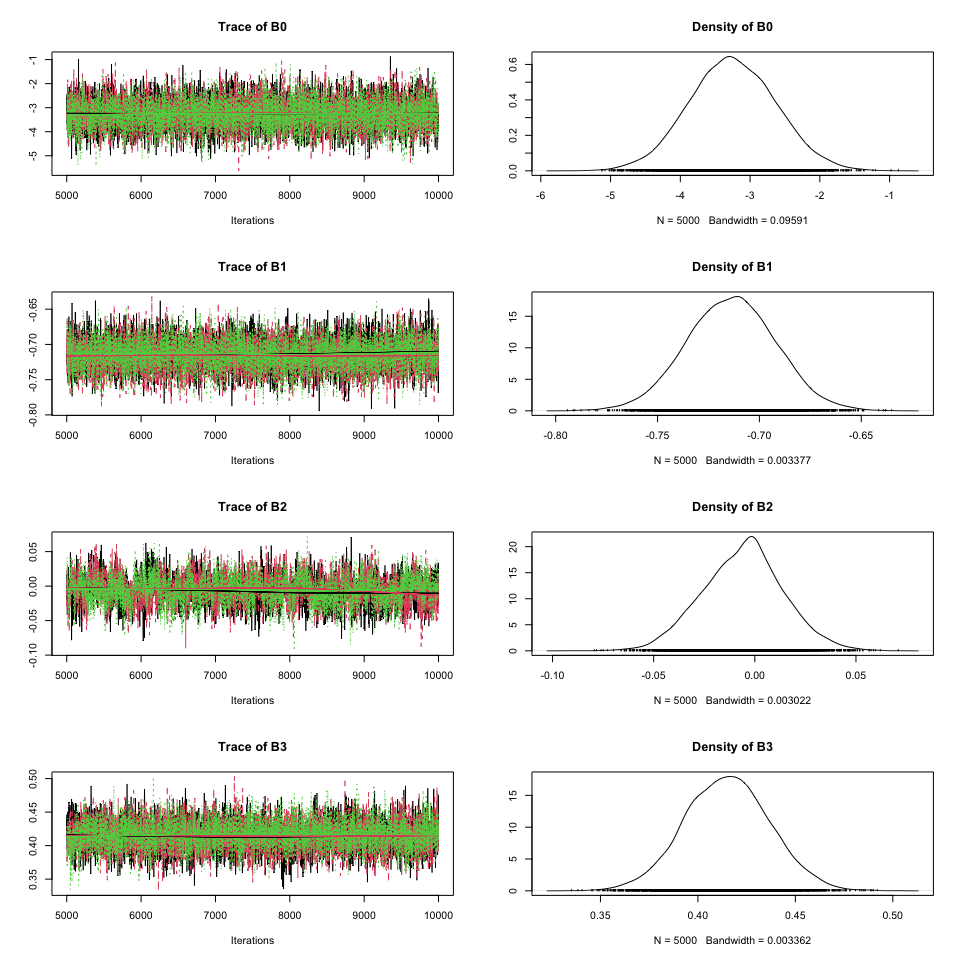 Trace of B0
-1
-2
-3
-4
-5
5000 6000 7000 8000 9000 10000
Iterations
Density of B0
0.6
0.4
0.2
0.0
-6 -5 -4 -3 -2 -1
N = 5000 Bandwidth = 0.09591
Trace of B1
-0.65
-0.70
-0.75
-0.80
5000 6000 7000 8000 9000 10000
Iterations
Density of B1
15
10
5
0
-0.80 -0.75 -0.70 -0.65
N = 5000 Bandwidth = 0.003377
Trace of B2
0.05
0.00
-0.05
-0.10
5000 6000 7000 8000 9000 10000
Iterations
Density of B2
20
15
10
5
0
-0.10 -0.05 0.00 0.05
N = 5000 Bandwidth = 0.003022
Trace of B3
0.50
0.45
0.40
0.35
5000 6000 7000 8000 9000 10000
Iterations
Density of B3
15
10
5
0
0.35 0.40 0.45 0.50
N = 5000 Bandwidth = 0.003362